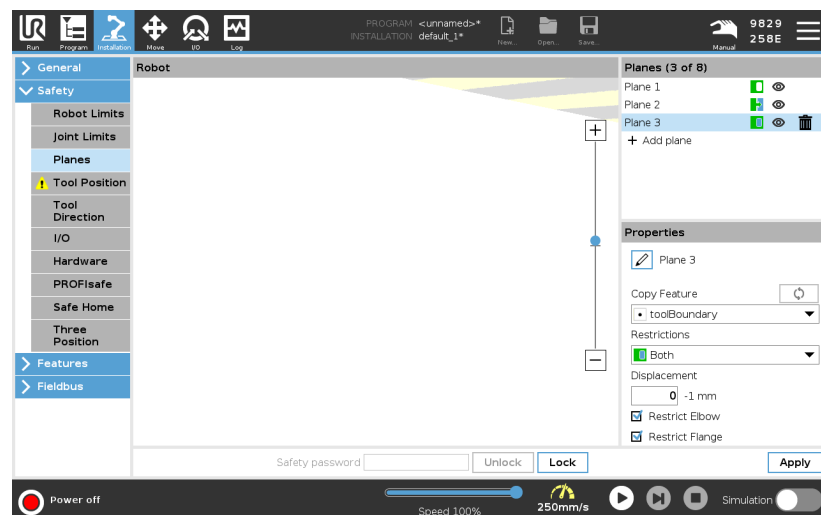 PROGRAM <unnamed>*
INSTALLATION default_1*
Run Program Installation Move I/O Log
New... Open... Save...
Manual
9829
258E
General
Safety
Robot Limits
Joint Limits
Planes
Tool Position
Tool
Direction
I/O
Hardware
PROFIsafe
Safe Home
Three
Position
Features
Fieldbus
Robot
Planes (3 of 8)
Plane 1
Plane 2
Plane 3
+ Add plane
Properties
Plane 3
Copy Feature
toolBoundary
Restrictions
Both
Displacement
0 -1 mm
Restrict Elbow
Restrict Flange
Safety password Unlock Lock
Apply
Power off
Speed 100%
250mm/s
Simulation